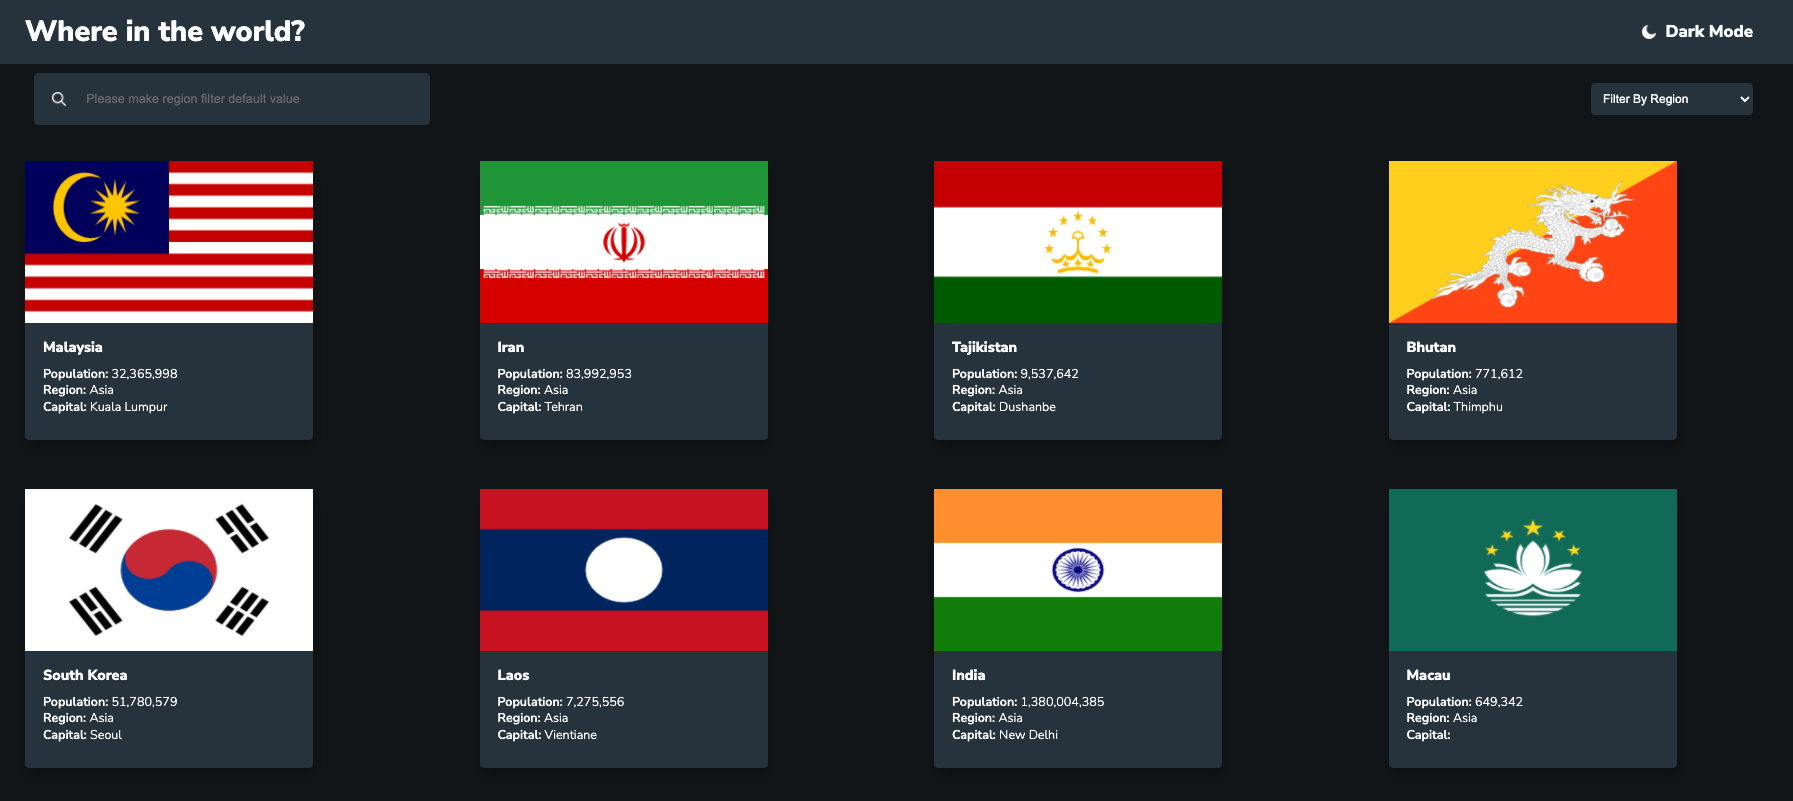 Where in the world?
Dark Mode
Please make region filter default value
Filter By Region
Malaysia
Population: 32,365,998
Region: Asia
Capital: Kuala Lumpur
Iran
Population: 83,992,953
Region: Asia
Capital: Tehran
Tajikistan
Population: 9,537,642
Region: Asia
Capital: Dushanbe
Bhutan
Population: 771,612
Region: Asia
Capital: Thimphu
South Korea
Population: 51,780,579
Region: Asia
Capital: Seoul
Laos
Population: 7,275,556
Region: Asia
Capital: Vientiane
India
Population: 1,380,004,385
Region: Asia
Capital: New Delhi
Macau
Population: 649,342
Region: Asia
Capital: